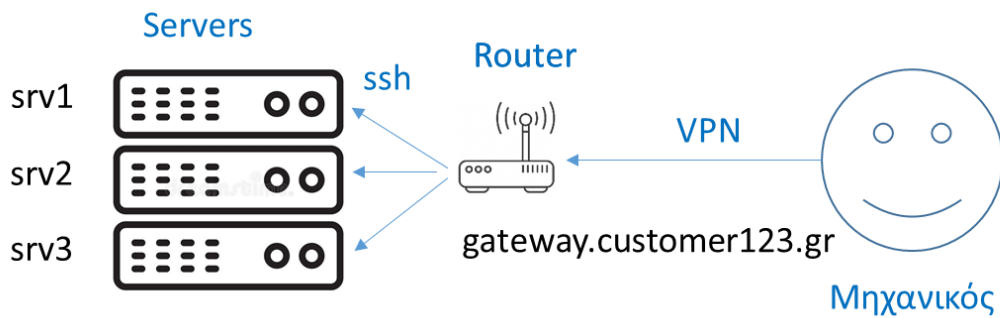 Servers
Router
srv1
ssh
VPN
srv2
srv3
gateway.customer123.gr
Μηχανικός